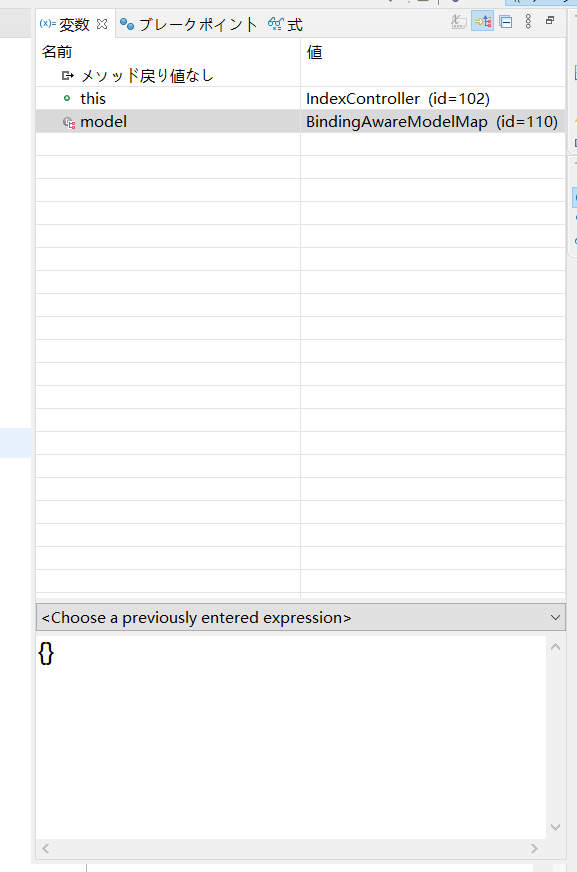 (x)= 変数 ブレークポイント 式
名前 値
メソッド戻り値なし
this IndexController (id=102)
model BindingAwareModelMap (id=110)
<Choose a previously entered expression>
{}